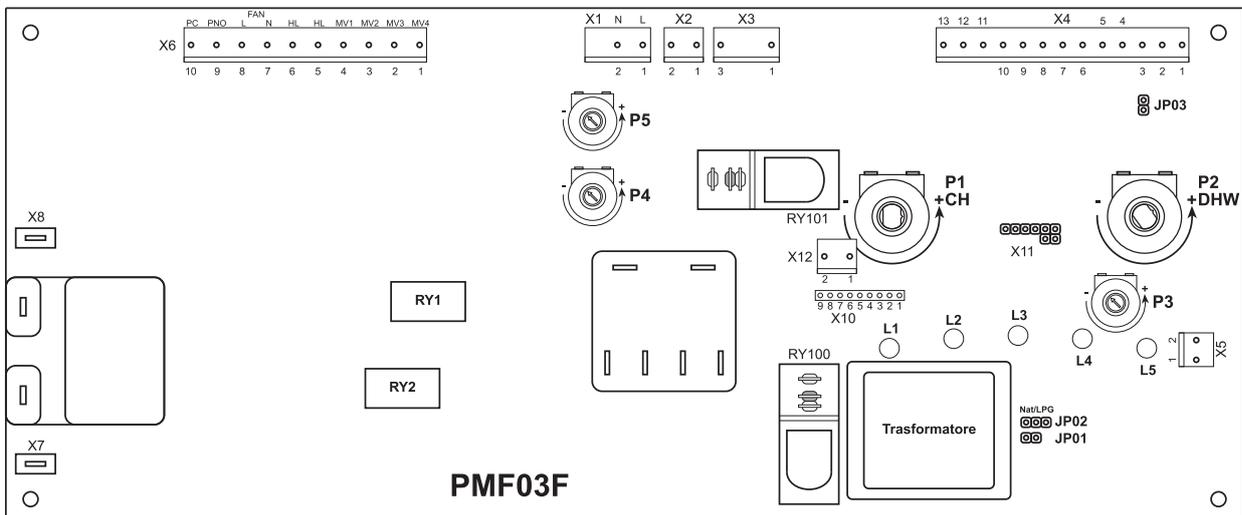 FAN
PC PNO L N HL HL MV1 MV2 MV3 MV4
X6
10 9 8 7 6 5 4 3 2 1
X1 N L
2 1
X2
2 1
X3
3 1
X4
13 12 11 5 4
10 9 8 7 6 3 2 1
JP03
- + P5
- + P4
RY101
P1
- +CH
P2
- +DHW
X8
X11
X12
2 1
9 8 7 6 5 4 3 2 1
X10
- + P3
RY1
L1 L2 L3 L4 L5
2 1 X5
RY100
RY2
Trasformatore
Nat/LPG
JP02
JP01
X7
PMF03F